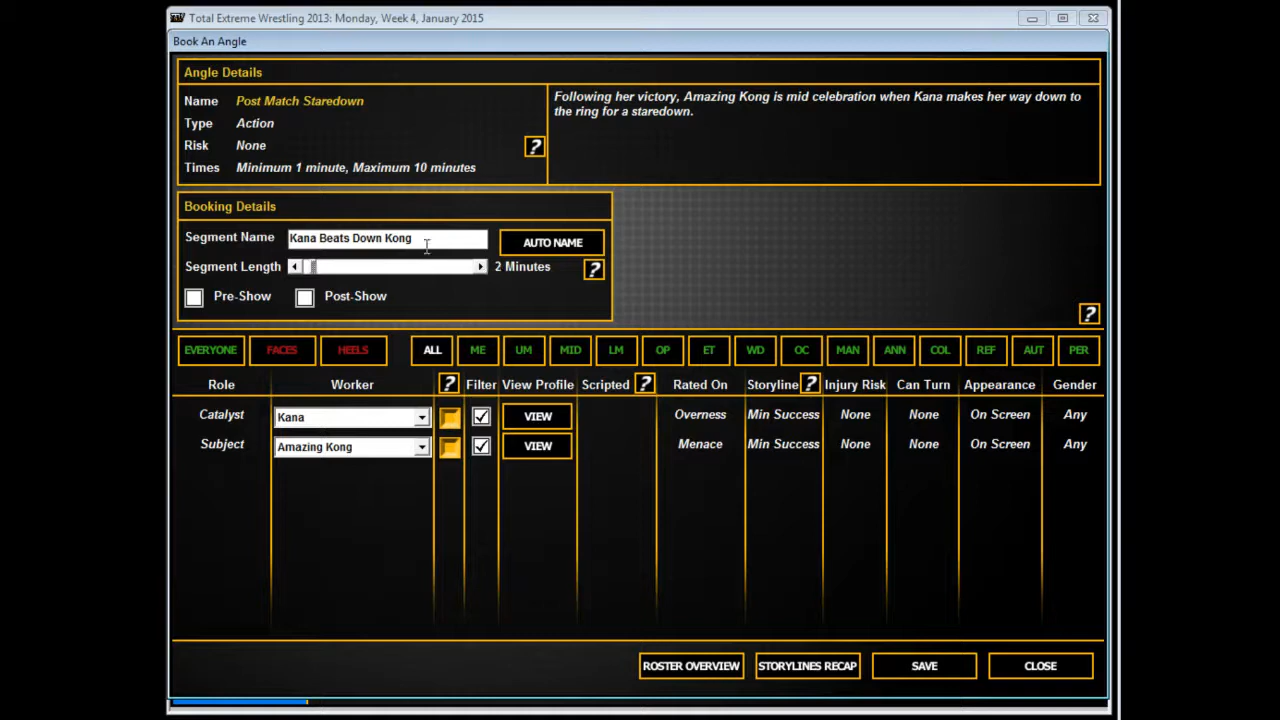 Total Extreme Wrestling 2013: Monday, Week 4, January 2015
Book An Angle
Angle Details
Name Post Match Staredown
Type Action
Risk None
?
Times Minimum 1 minute, Maximum 10 minutes
Following her victory, Amazing Kong is mid celebration when Kana makes her way down to
the ring for a staredown.
Booking Details
Segment Name Kana Beats Down Kong AUTO NAME
Segment Length 2 Minutes ?
Pre-Show Post-Show
?
EVERYONE FACES HEELS ALL ME UM MID LM OP ET WD OC MAN ANN COL REF AUT PER
Role Worker ? Filter View Profile Scripted ? Rated On Storyline ? Injury Risk Can Turn Appearance Gender
Catalyst Kana VIEW Overness Min Success None None On Screen Any
Subject Amazing Kong VIEW Menace Min Success None None On Screen Any
ROSTER OVERVIEW STORYLINES RECAP SAVE CLOSE